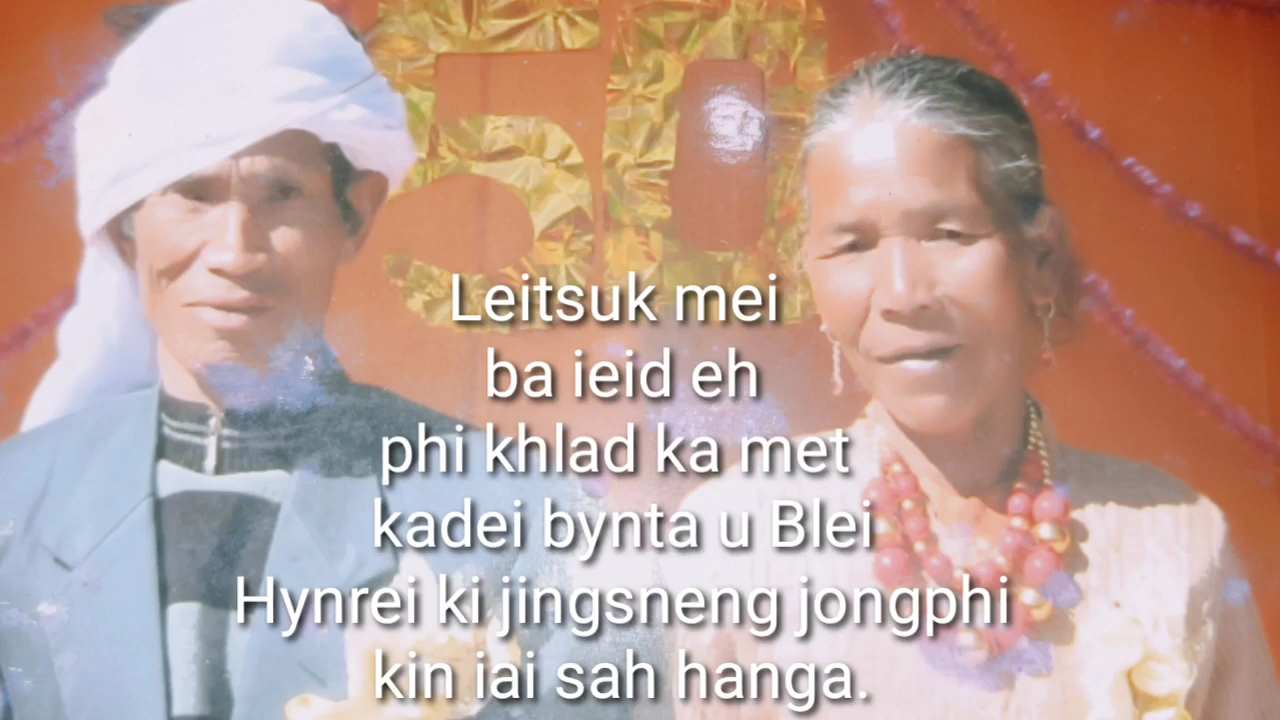 50
Leitsuk mei
ba ieid eh
phi khlad ka met
kadei bynta u Blei
Hynrei ki jingsneng jongphi
kin iai sah hanga.